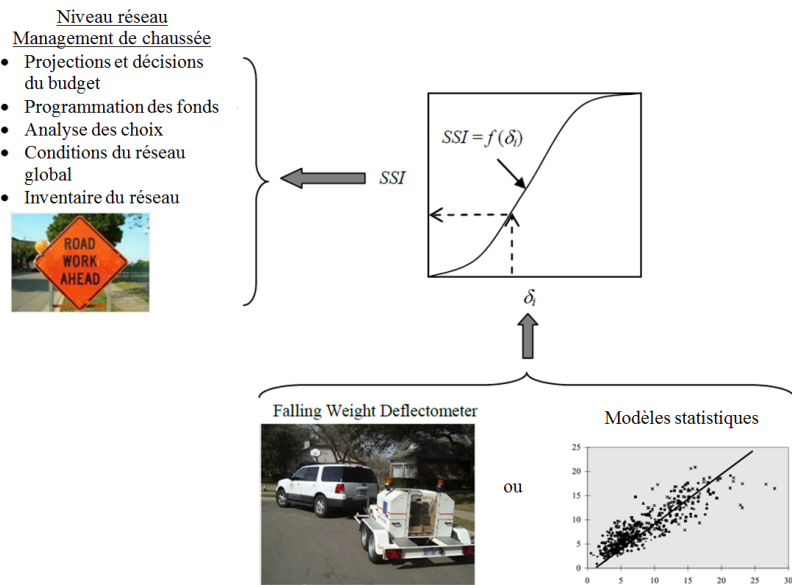 Niveau réseau
Management de chaussée
• Projections et décisions
du budget
• Programmation des fonds
• Analyse des choix
• Conditions du réseau
global
• Inventaire du réseau
ROAD
WORK
AHEAD
SSI
SSI = f (δi)
δi
Falling Weight Deflectometer
ou
Modèles statistiques
25
20
15
10
5
0
0 5 10 15 20 25 30